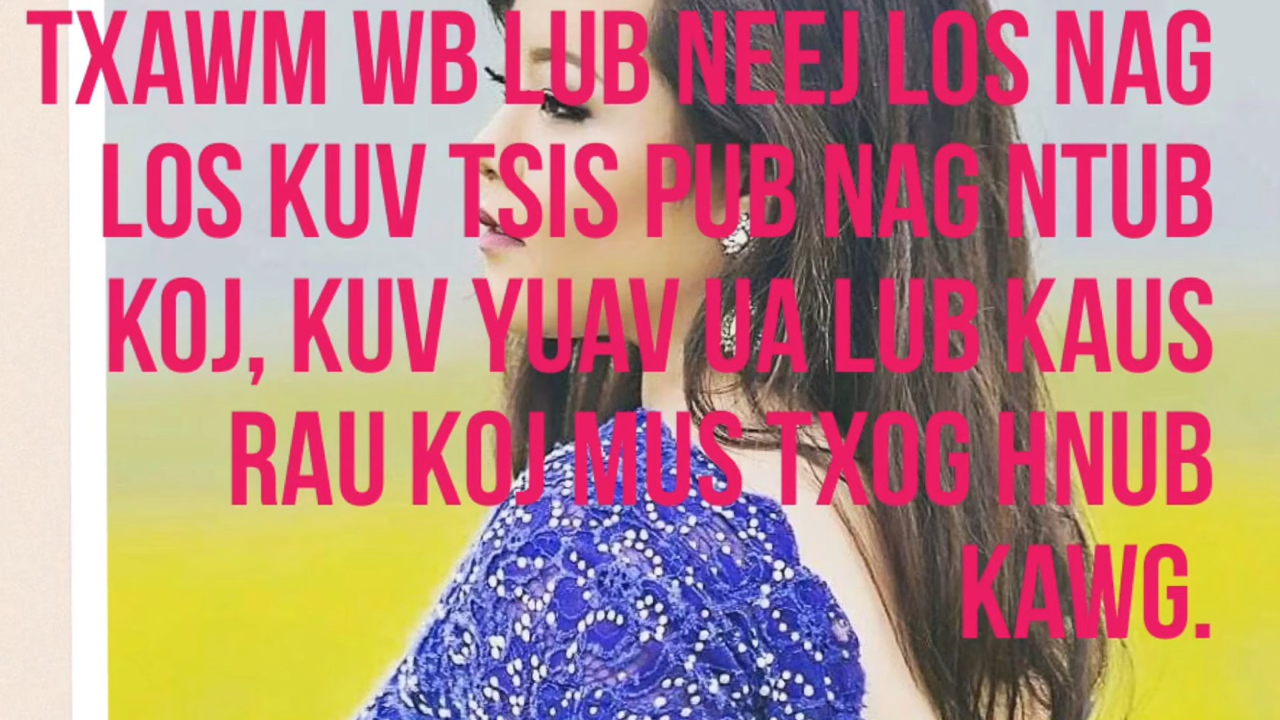 TXAWM WB LUB NEEJ LOS NAG
LOS KUV TSIS PUB NAG NTUB
KOJ, KUV YUAV UA LUB KAUS
RAU KOJ MUS TXOG HNUB
KAWG.